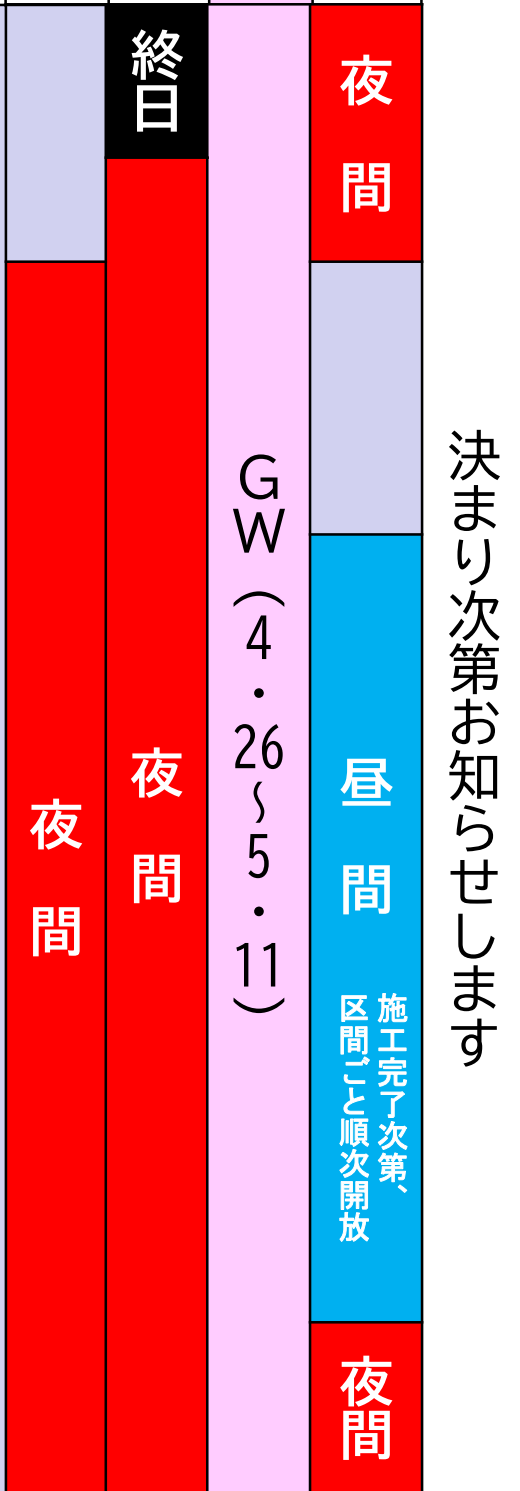 決まり次第お知らせします
夜間
昼間
施工完了次第、
区間ごと順次開放
夜間
GW(4・26~5・11)
終日
夜間
夜間